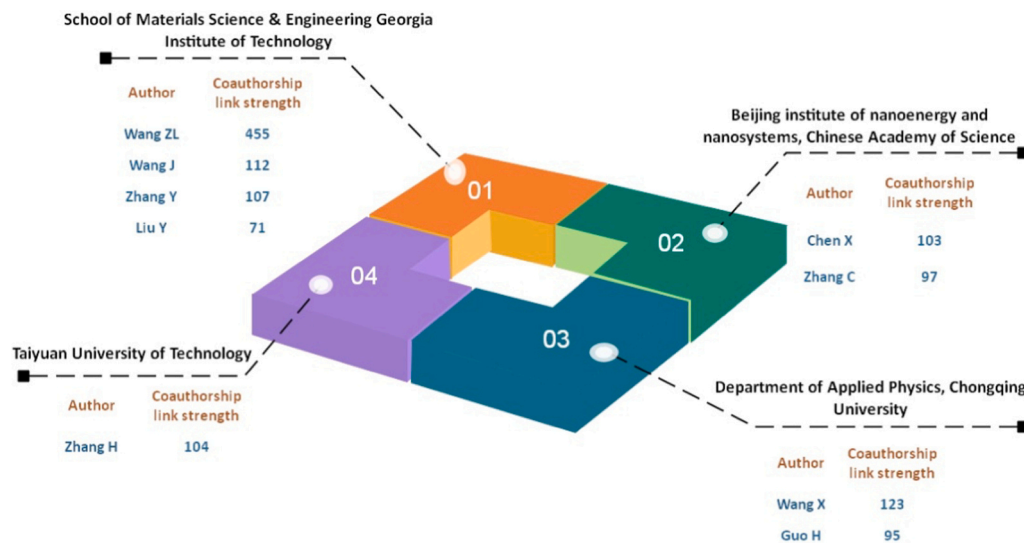 School of Materials Science & Engineering Georgia
Institute of Technology
Author Coauthorship
link strength
Wang ZL 455
Wang J 112
Zhang Y 107
Liu Y 71
01
Beijing institute of nanoenergy and
nanosystems, Chinese Academy of Science
Author Coauthorship
link strength
Chen X 103
Zhang C 97
02
04
03
Taiyuan University of Technology
Author Coauthorship
link strength
Zhang H 104
Department of Applied Physics, Chongqing
University
Author Coauthorship
link strength
Wang X 123
Guo H 95